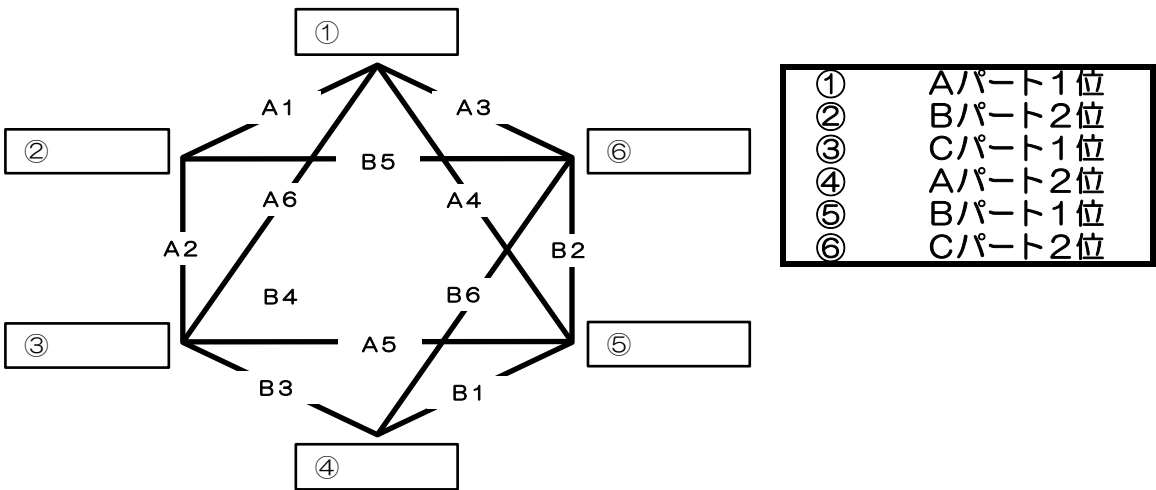 ①
A1
A3
②
⑥
B5
A6
A4
A2
B2
B4
B6
③
⑤
A5
B3
B1
④
① Aパート1位
② Bパート2位
③ Cパート1位
④ Aパート2位
⑤ Bパート1位
⑥ Cパート2位